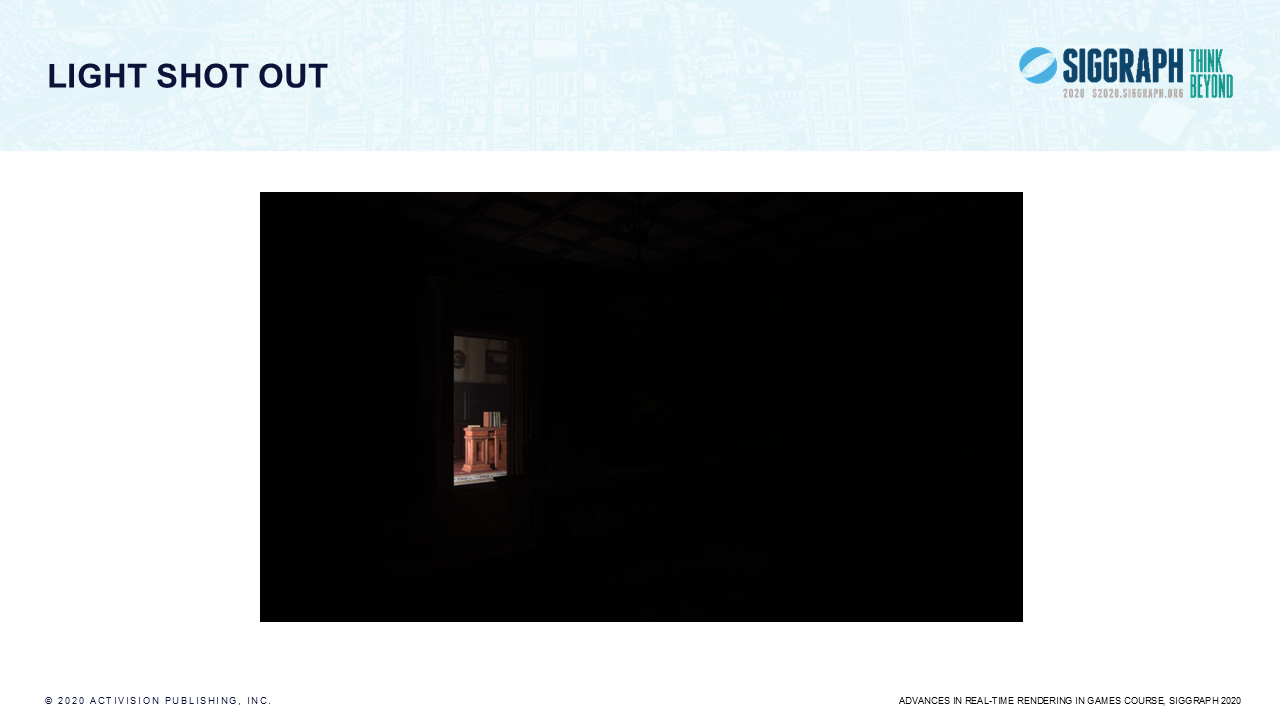 LIGHT SHOT OUT
SIGGRAPH
THINK
BEYOND
2020 S2020.SIGGRAPH.ORG
© 2020 ACTIVISION PUBLISHING, INC.
ADVANCES IN REAL-TIME RENDERING IN GAMES COURSE, SIGGRAPH 2020